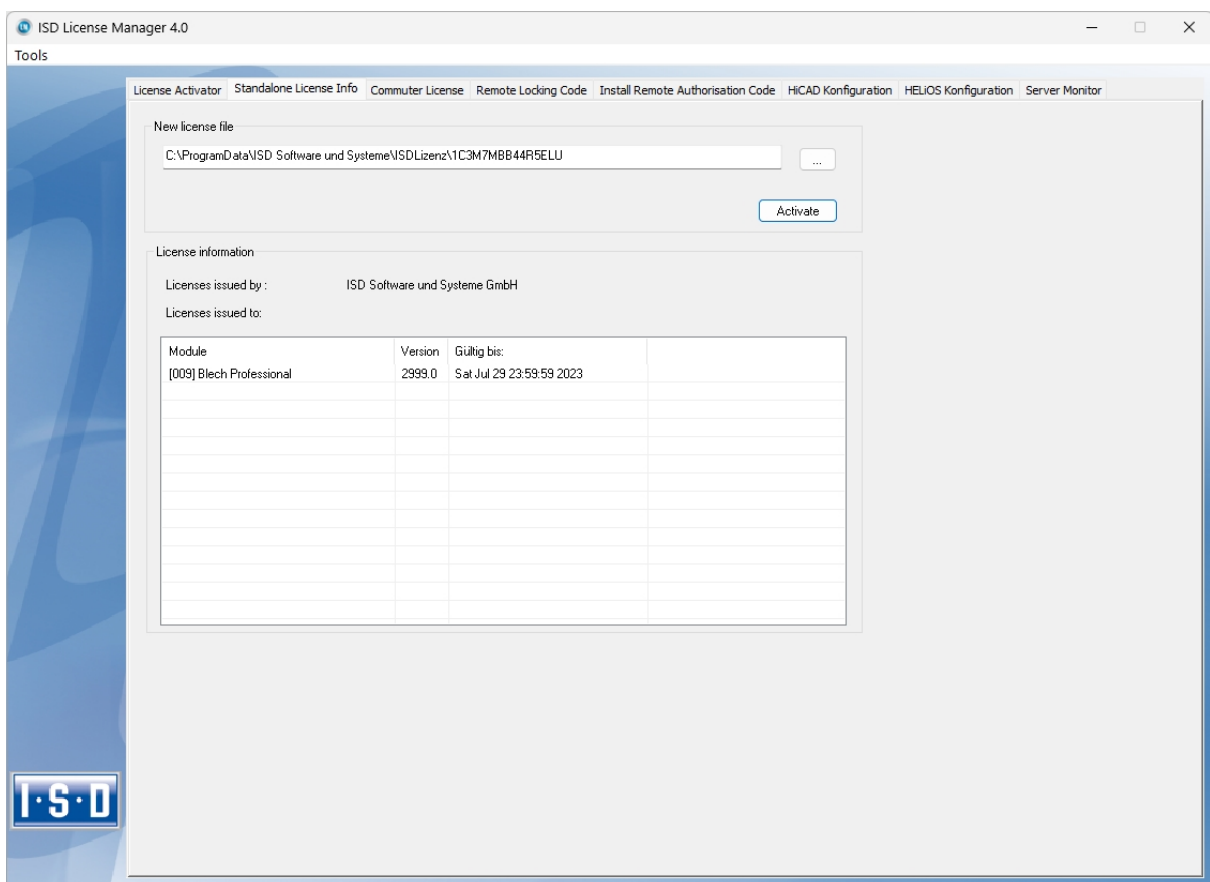 ISD License Manager 4.0
Tools
License Activator Standalone License Info Commuter License Remote Locking Code Install Remote Authorisation Code HiCAD Konfiguration HELiOS Konfiguration Server Monitor
New license file
C:\ProgramData\ISD Software und Systeme\ISDLizenz\1C3M7MBB44R5ELU
...
Activate
License information
Licenses issued by : ISD Software und Systeme GmbH
Licenses issued to:
Module Version Gültig bis:
[009] Blech Professional 2999.0 Sat Jul 29 23:59:59 2023
I·S·D